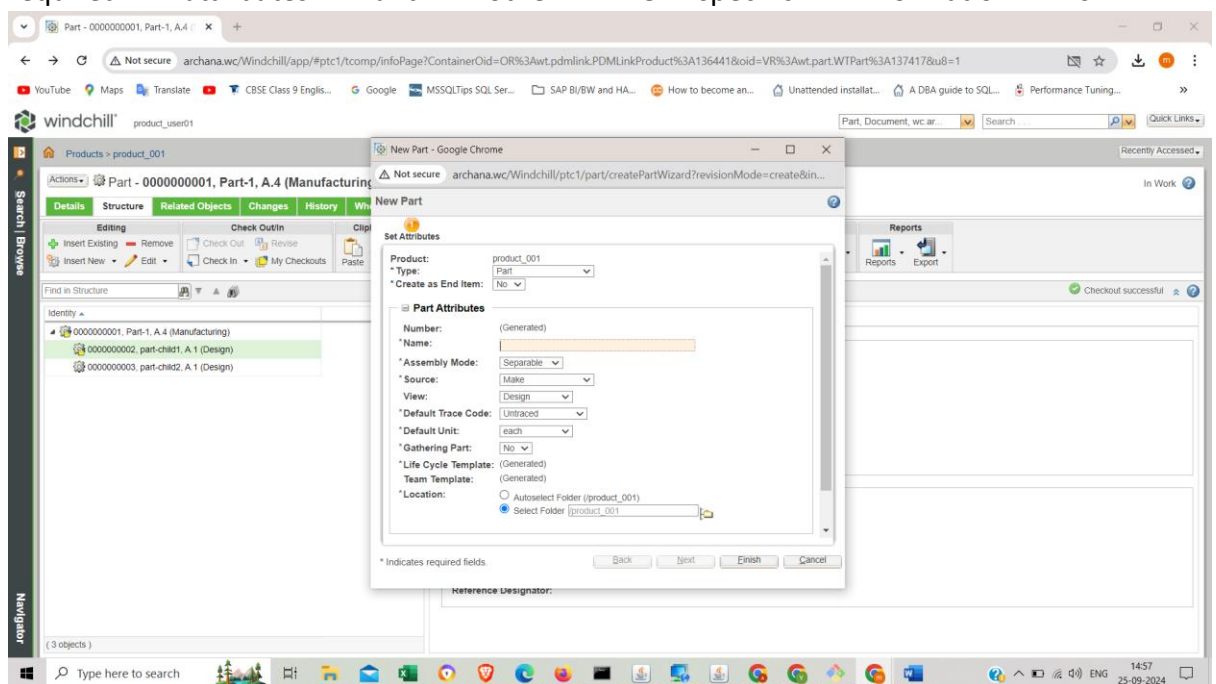 Part - 0000000001, Part-1, A.4
Not secure archana.wc/Windchill/app/#ptc1/tcomp/infoPage?ContainerOid=OR%3Awt.pdmlink.PDMLinkProduct%3A136441&oid=VR%3Awt.part.WTPart%3A137417&u8=1
YouTube Maps Translate CBSE Class 9 Englis... Google MSSQLTips SQL Ser... SAP BI/BW and HA... How to become an... Unattended installat... A DBA guide to SQL... Performance Tuning... »
windchill product_user01 Part, Document, wc.ar... Search . . . Quick Links
Products > product_001
Recently Accessed
Actions Part - 0000000001, Part-1, A.4 (Manufacturing
In Work
Details Structure Related Objects Changes History Wh
Editing Check Out/In Clip
Insert Existing Remove Check Out Revise
Insert New Edit Check In My Checkouts Paste
Reports
Reports Export
Find in Structure
Checkout successful
Identity
0000000001, Part-1, A.4 (Manufacturing)
0000000002, part-child1, A.1 (Design)
0000000003, part-child2, A.1 (Design)
( 3 objects )
Search | Browse
Navigator
New Part - Google Chrome
Not secure archana.wc/Windchill/ptc1/part/createPartWizard?revisionMode=create&in...
New Part
Set Attributes
Product: product_001
*Type: Part
*Create as End Item: No
Part Attributes
Number: (Generated)
*Name:
*Assembly Mode: Separable
*Source: Make
View: Design
*Default Trace Code: Untraced
*Default Unit: each
*Gathering Part: No
*Life Cycle Template: (Generated)
Team Template: (Generated)
*Location: Autoselect Folder (/product_001)
Select Folder /product_001
* Indicates required fields. Back Next Finish Cancel
Reference Designator:
Type here to search
ENG 14:57
25-09-2024